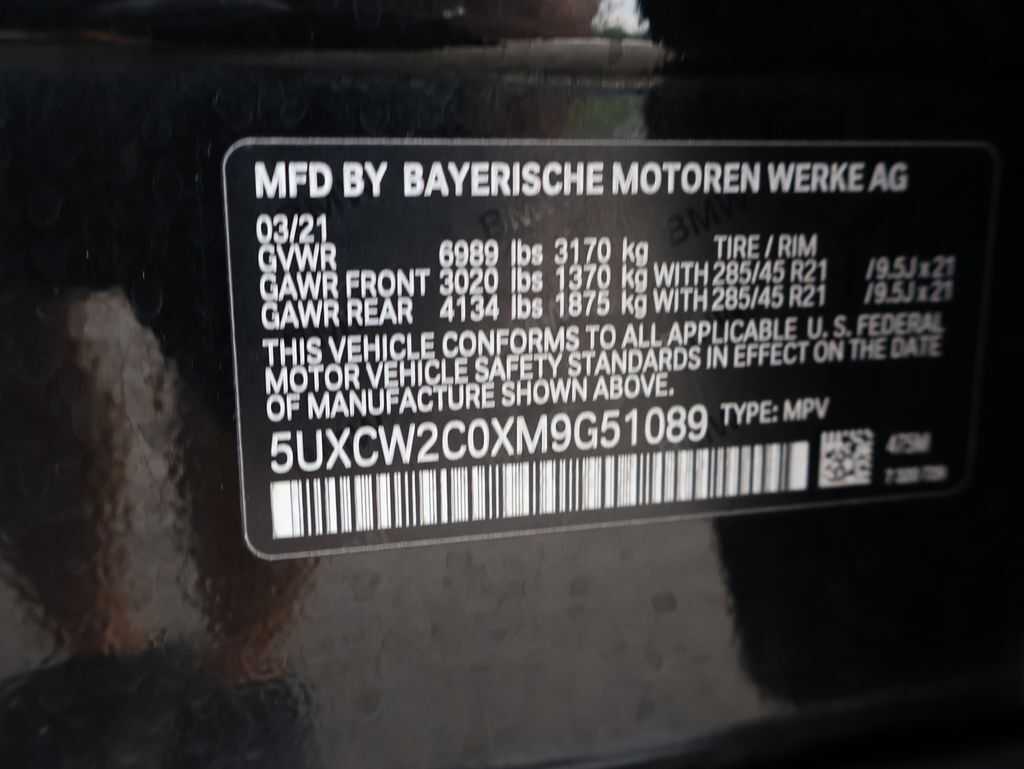 MFD BY BAYERISCHE MOTOREN WERKE AG
03/21
GVWR 6989 lbs 3170 kg TIRE / RIM
GAWR FRONT 3020 lbs 1370 kg WITH 285/45 R21 /9.5J x 21
GAWR REAR 4134 lbs 1875 kg WITH 285/45 R21 /9.5J x 21
THIS VEHICLE CONFORMS TO ALL APPLICABLE U. S. FEDERAL
MOTOR VEHICLE SAFETY STANDARDS IN EFFECT ON THE DATE
OF MANUFACTURE SHOWN ABOVE.
5UXCW2C0XM9G51089 TYPE: MPV
475M